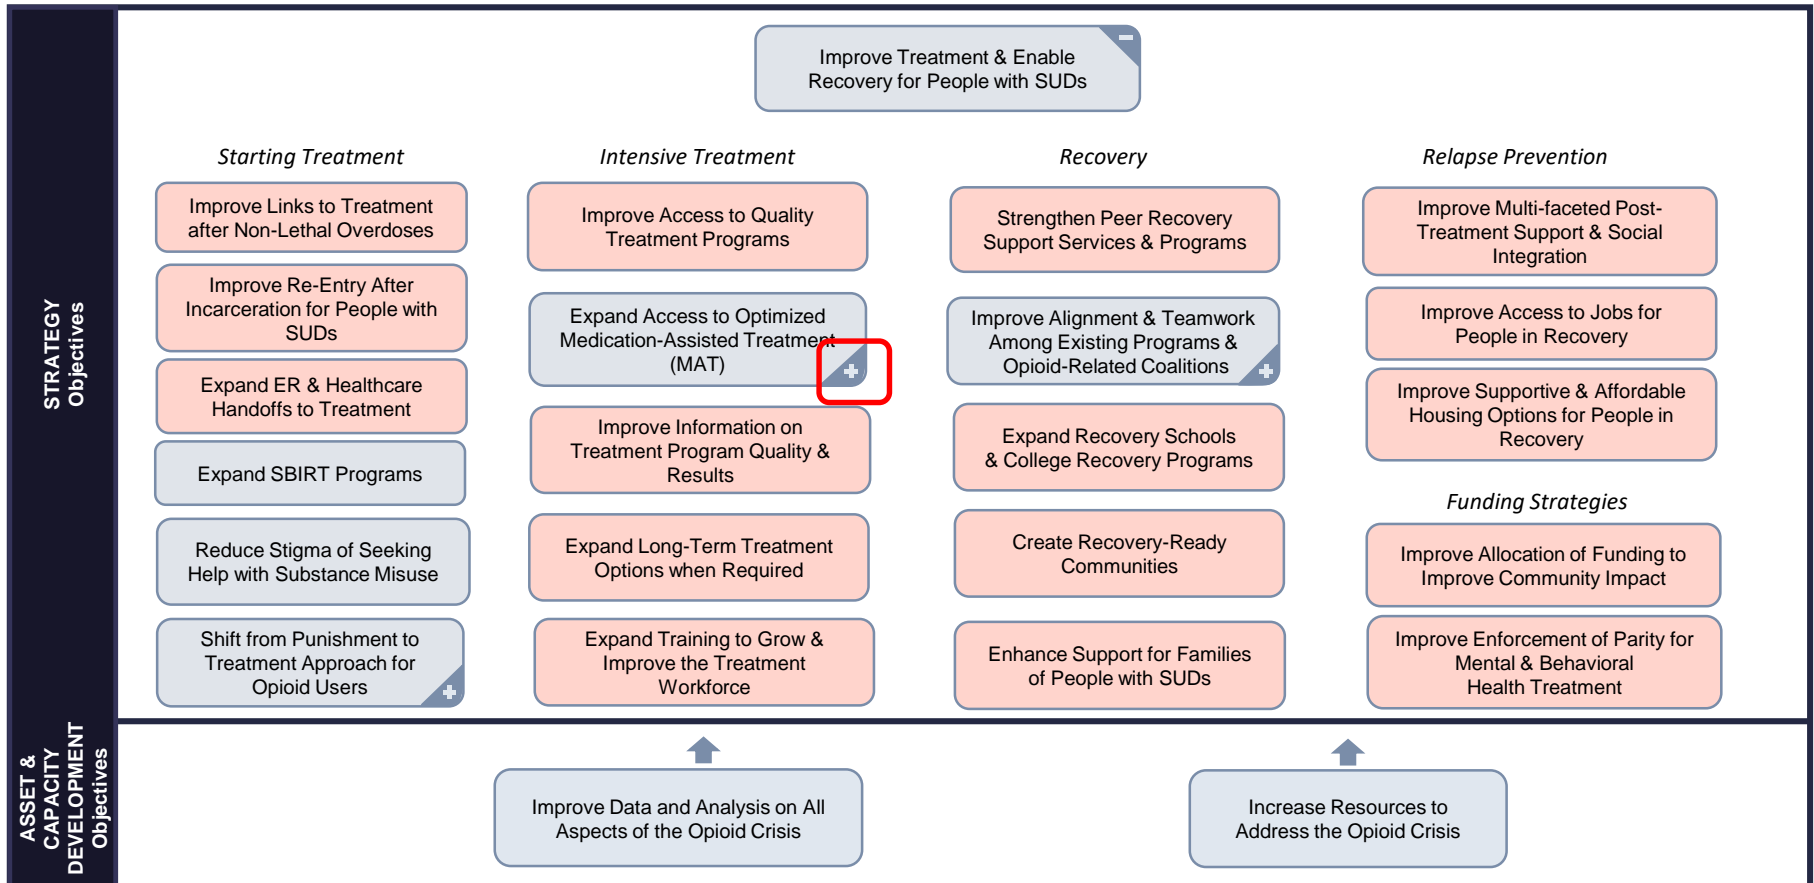 Improve Treatment & Enable
Recovery for People with SUDs
STRATEGY
Objectives
Starting Treatment
Improve Links to Treatment
after Non-Lethal Overdoses
Improve Re-Entry After
Incarceration for People with
SUDs
Expand ER & Healthcare
Handoffs to Treatment
Expand SBIRT Programs
Reduce Stigma of Seeking
Help with Substance Misuse
Shift from Punishment to
Treatment Approach for
Opioid Users
Intensive Treatment
Improve Access to Quality
Treatment Programs
Expand Access to Optimized
Medication-Assisted Treatment
(MAT)
Improve Information on
Treatment Program Quality &
Results
Expand Long-Term Treatment
Options when Required
Expand Training to Grow &
Improve the Treatment
Workforce
Recovery
Strengthen Peer Recovery
Support Services & Programs
Improve Alignment & Teamwork
Among Existing Programs &
Opioid-Related Coalitions
Expand Recovery Schools
& College Recovery Programs
Create Recovery-Ready
Communities
Enhance Support for Families
of People with SUDs
Relapse Prevention
Improve Multi-faceted Post-
Treatment Support & Social
Integration
Improve Access to Jobs for
People in Recovery
Improve Supportive & Affordable
Housing Options for People in
Recovery
Funding Strategies
Improve Allocation of Funding to
Improve Community Impact
Improve Enforcement of Parity for
Mental & Behavioral
Health Treatment
ASSET &
CAPACITY
DEVELOPMENT
Objectives
Improve Data and Analysis on All
Aspects of the Opioid Crisis
Increase Resources to
Address the Opioid Crisis